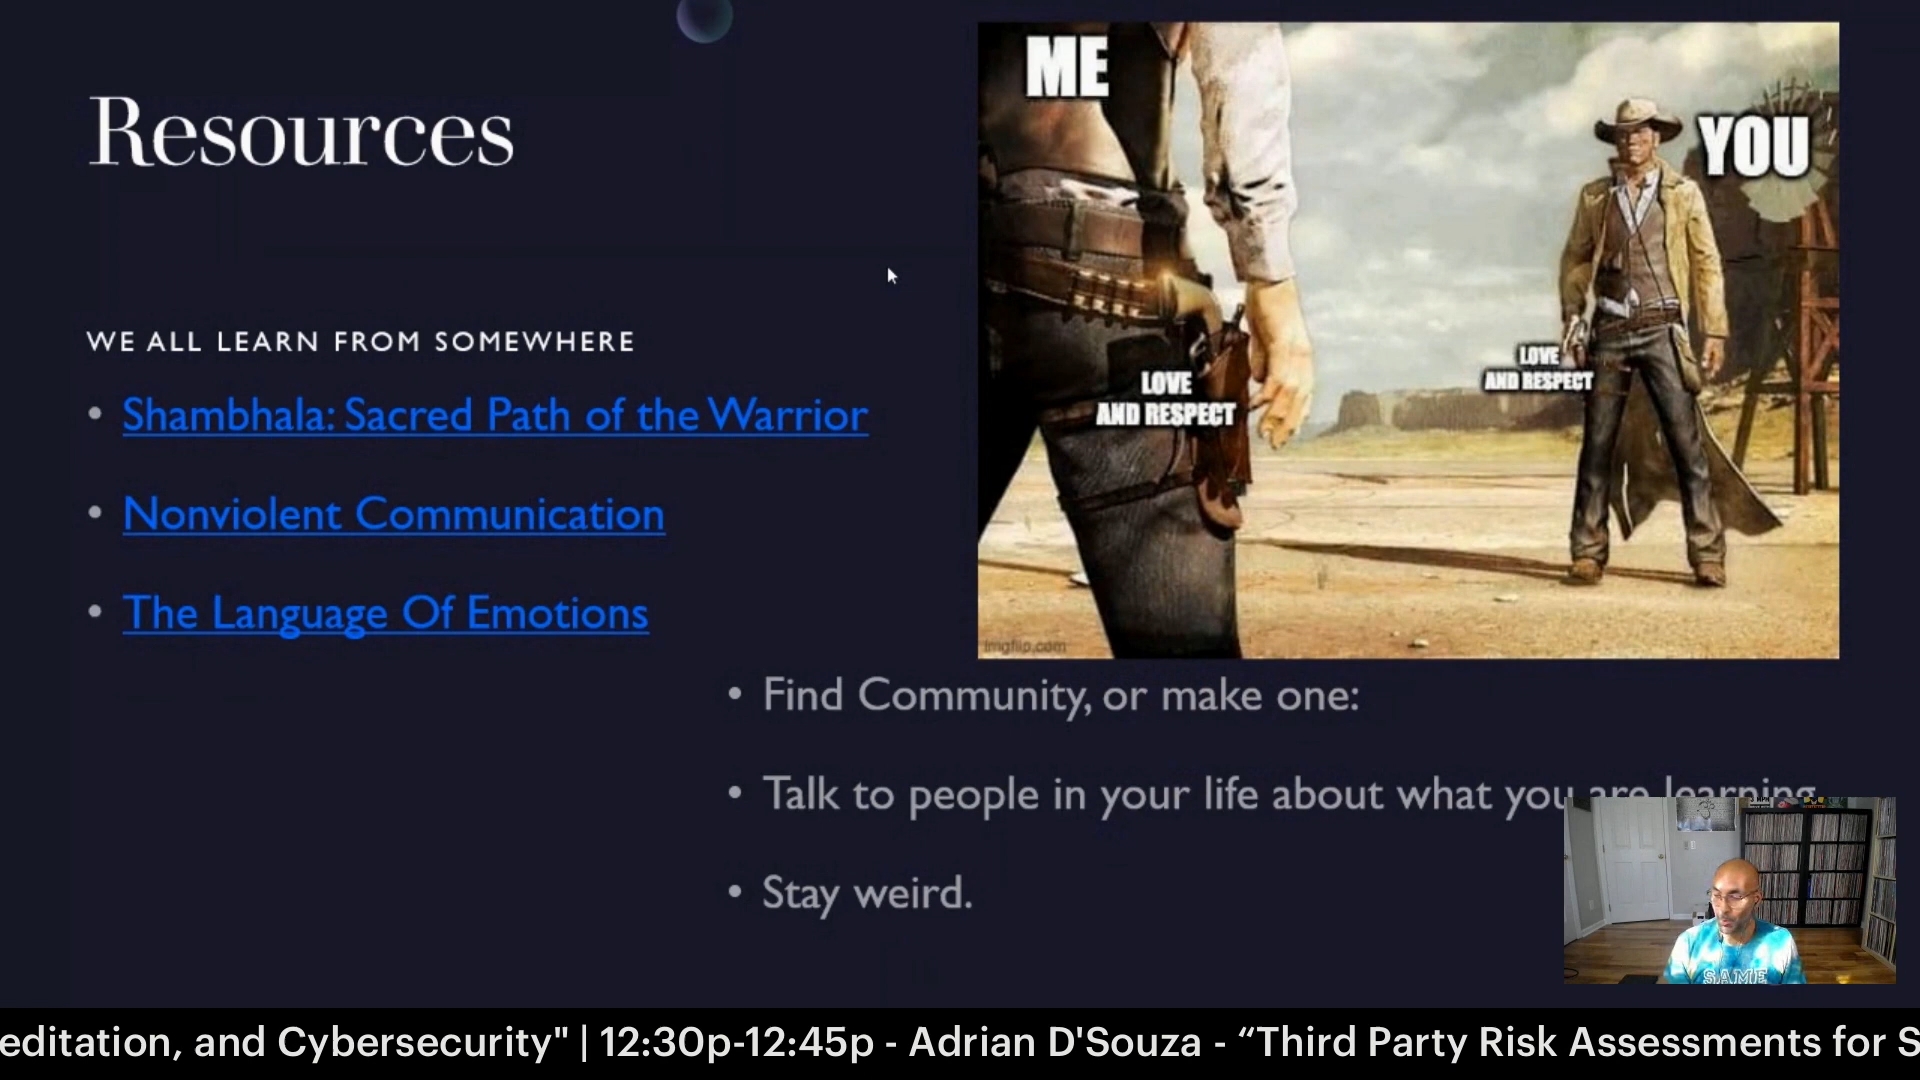 Resources
WE ALL LEARN FROM SOMEWHERE
• Shambhala: Sacred Path of the Warrior
• Nonviolent Communication
• The Language Of Emotions
ME
YOU
LOVE
AND RESPECT
LOVE
AND RESPECT
imgflip.com
• Find Community, or make one:
• Talk to people in your life about what you are learning
• Stay weird.
SAME
editation, and Cybersecurity" | 12:30p-12:45p - Adrian D'Souza - “Third Party Risk Assessments for S